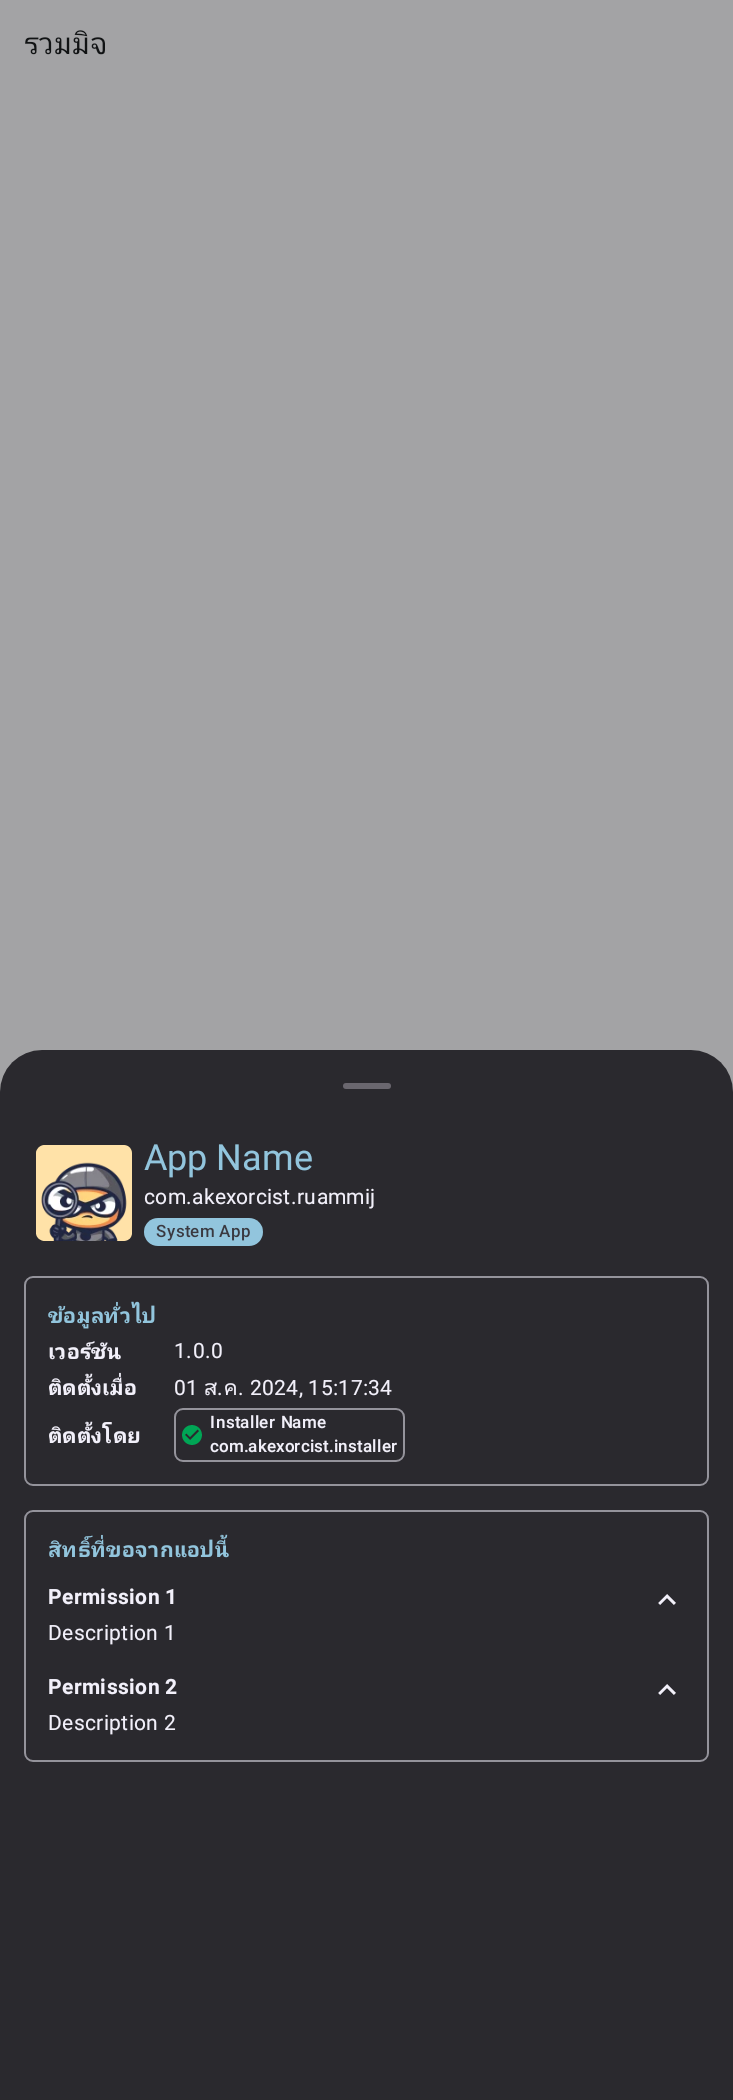 รวมมิจ
App Name
com.akexorcist.ruammij
System App
ข้อมูลทั่วไป
เวอร์ชัน 1.0.0
ติดตั้งเมื่อ 01 ส.ค. 2024, 15:17:34
ติดตั้งโดย
Installer Name
com.akexorcist.installer
สิทธิ์ที่ขอจากแอปนี้
Permission 1
Description 1
Permission 2
Description 2